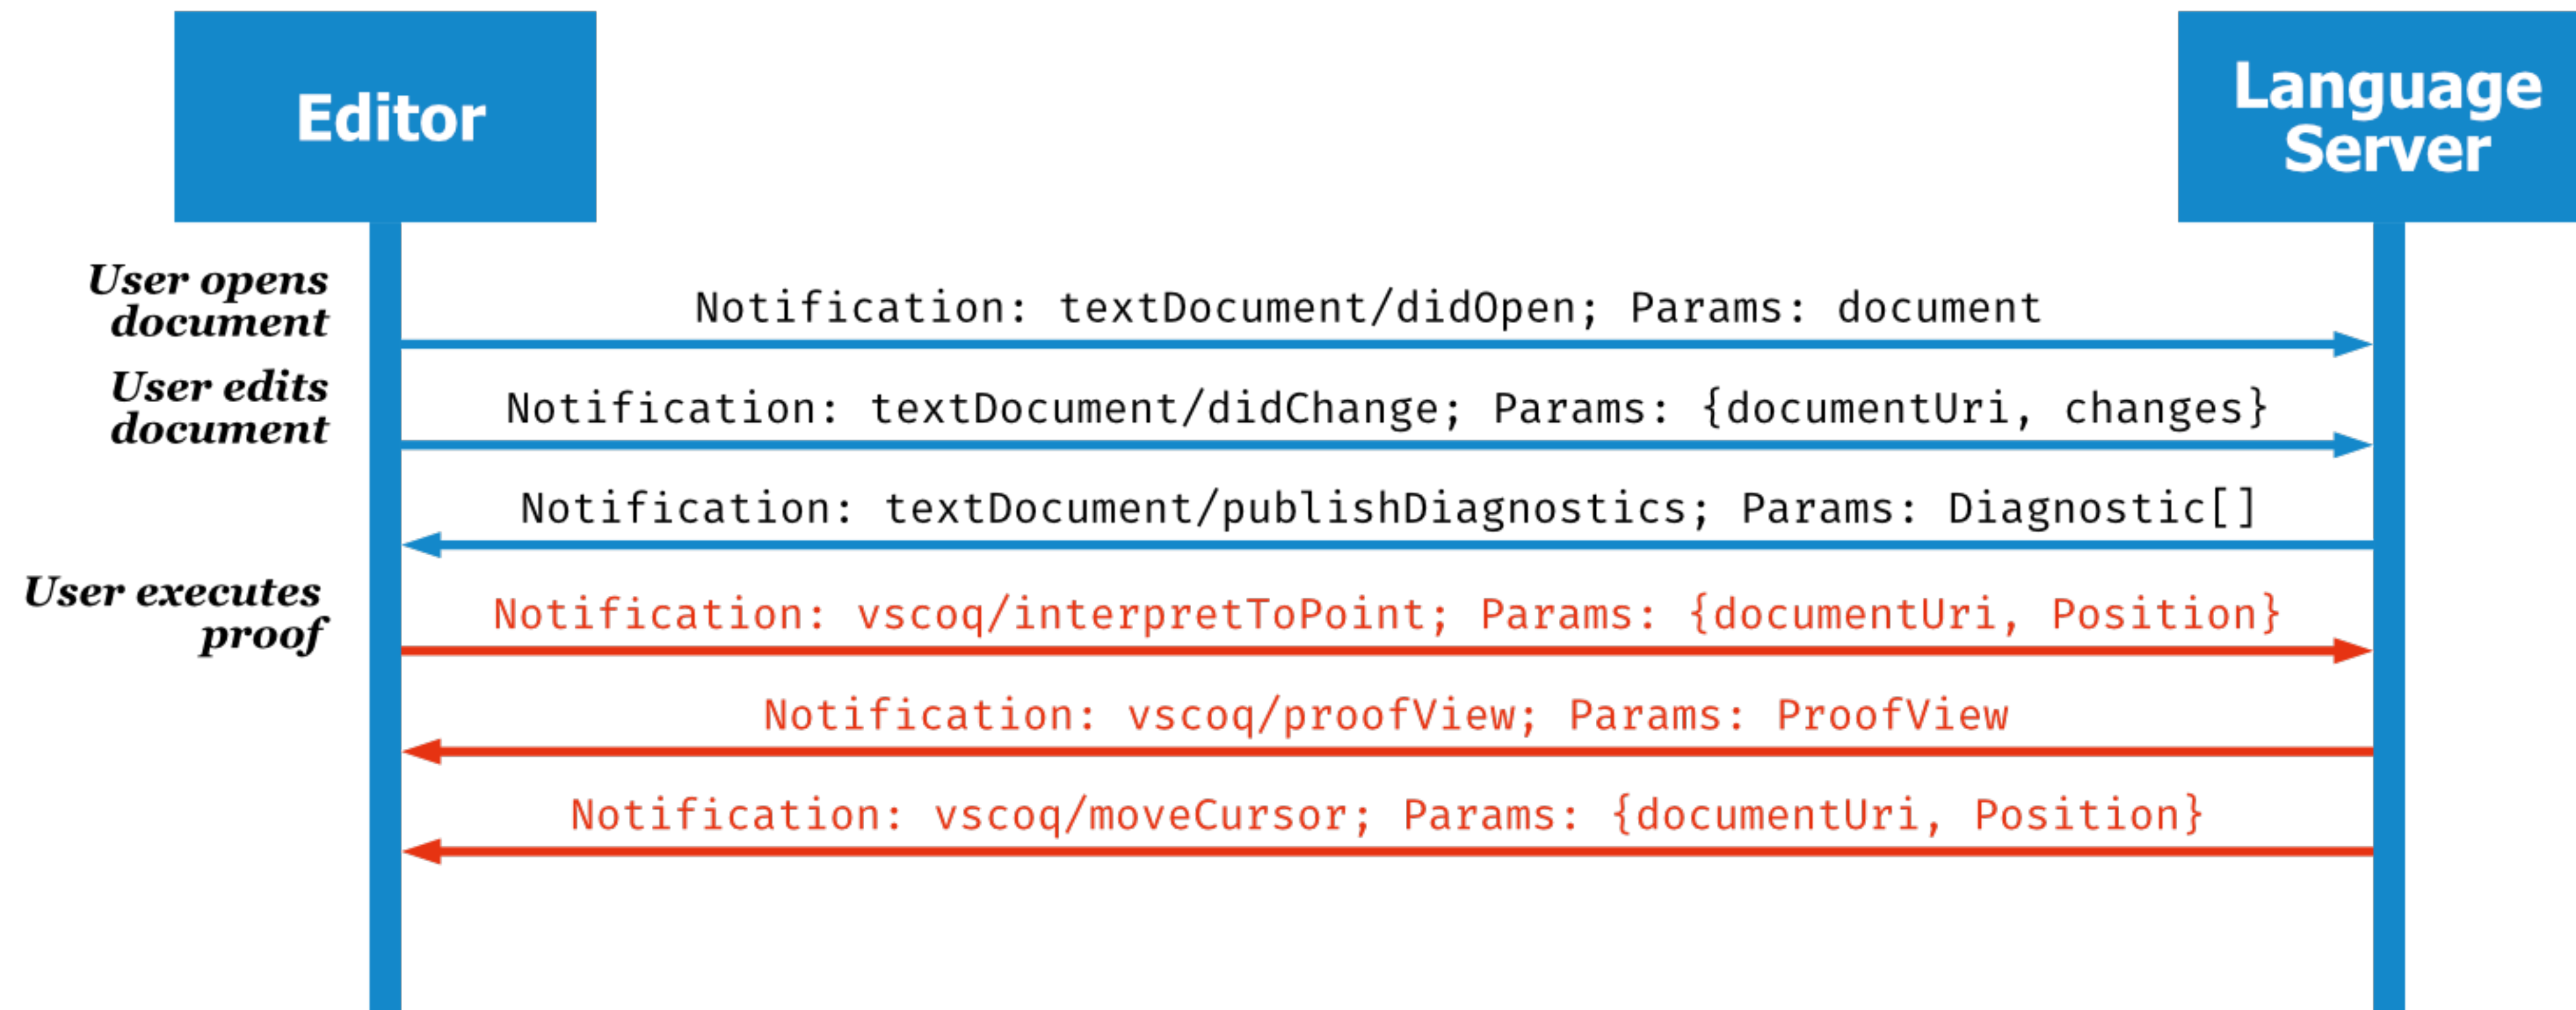 Editor
Language
Server
User opens
document
Notification: textDocument/didOpen; Params: document
User edits
document
Notification: textDocument/didChange; Params: {documentUri, changes}
Notification: textDocument/publishDiagnostics; Params: Diagnostic[]
User executes
proof
Notification: vscoq/interpretToPoint; Params: {documentUri, Position}
Notification: vscoq/proofView; Params: ProofView
Notification: vscoq/moveCursor; Params: {documentUri, Position}